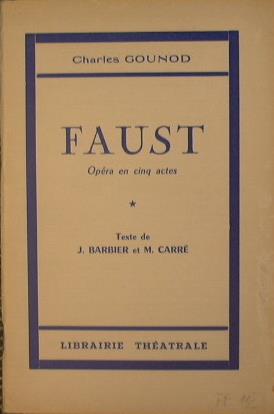 Charles GOUNOD
FAUST
Opéra en cinq actes
Texte de
J. BARBIER et M. CARRÉ
LIBRAIRIE THÉATRALE